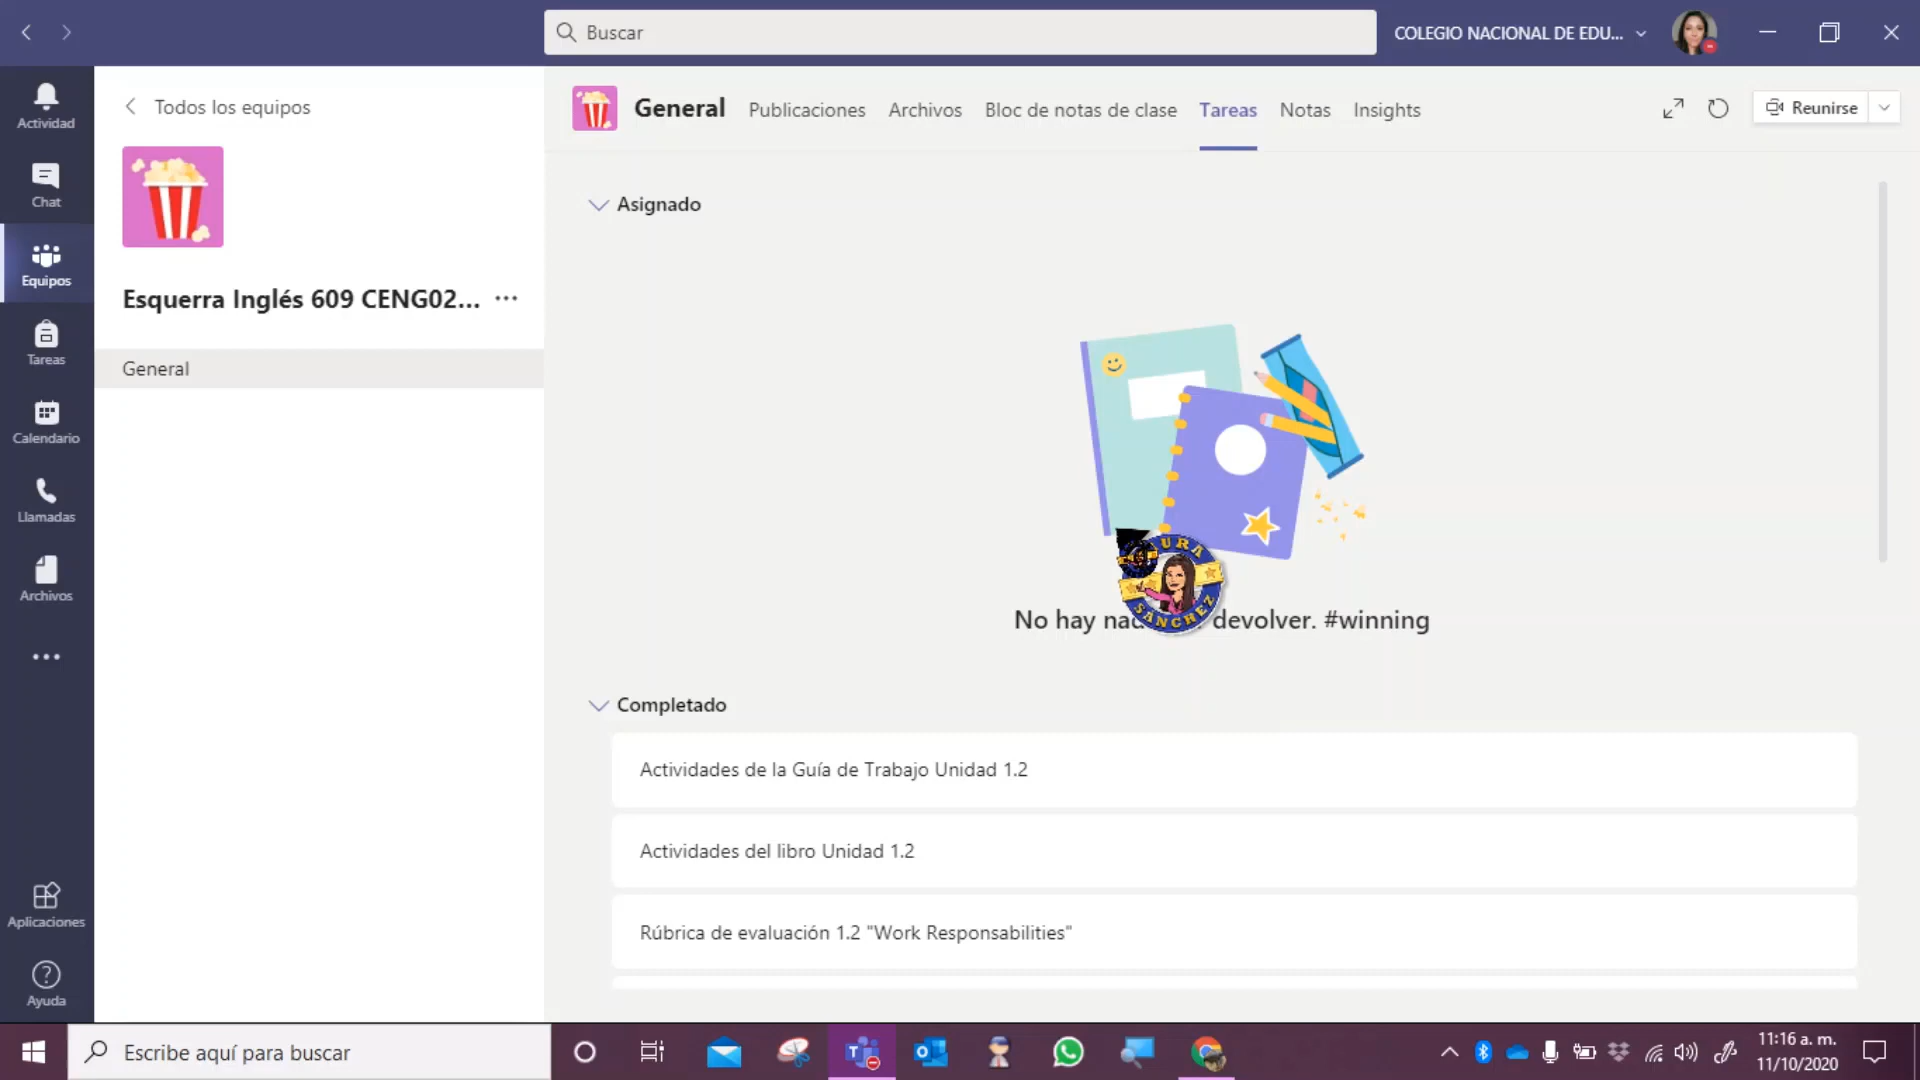 Buscar
COLEGIO NACIONAL DE EDU...
Actividad
Chat
Equipos
Tareas
Calendario
Llamadas
Archivos
Aplicaciones
Ayuda
Todos los equipos
Esquerra Inglés 609 CENG02...
General
General
Publicaciones
Archivos
Bloc de notas de clase
Tareas
Notas
Insights
Reunirse
Asignado
No hay devolver. #winning
URA
SANCHEZ
Completado
Actividades de la Guía de Trabajo Unidad 1.2
Actividades del libro Unidad 1.2
Rúbrica de evaluación 1.2 "Work Responsabilities"
Escribe aquí para buscar
11:16 a. m.
11/10/2020